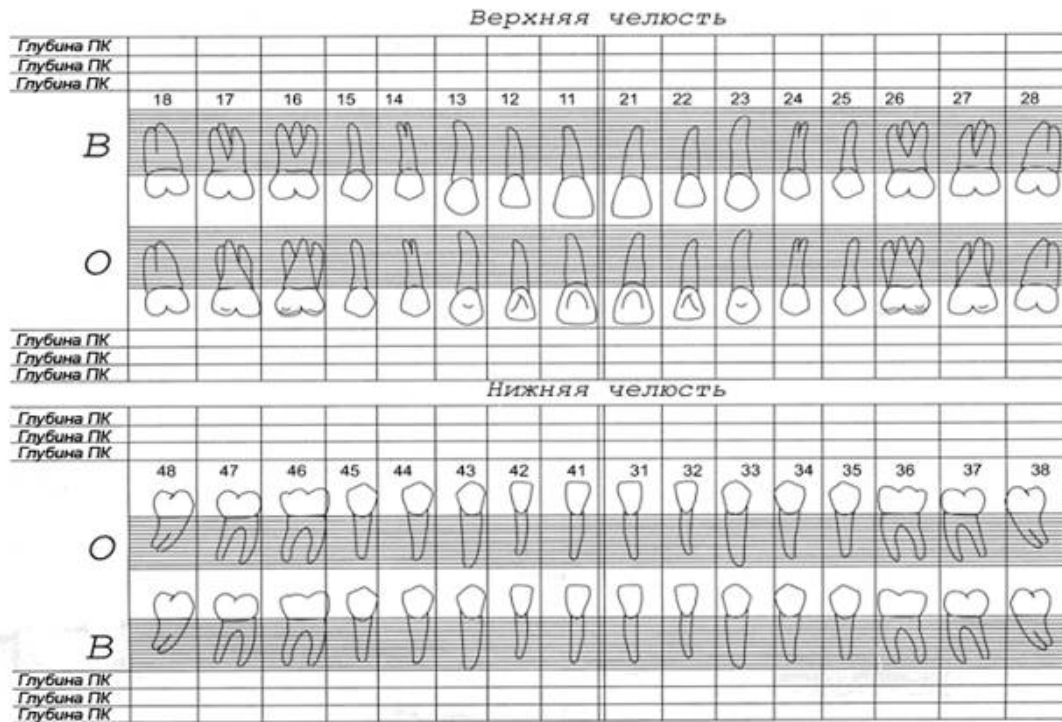 Верхняя челюсть
Глубина ПК
Глубина ПК
Глубина ПК
18 17 16 15 14 13 12 11 21 22 23 24 25 26 27 28
В
О
Глубина ПК
Глубина ПК
Глубина ПК
Нижняя челюсть
Глубина ПК
Глубина ПК
Глубина ПК
48 47 46 45 44 43 42 41 31 32 33 34 35 36 37 38
О
В
Глубина ПК
Глубина ПК
Глубина ПК